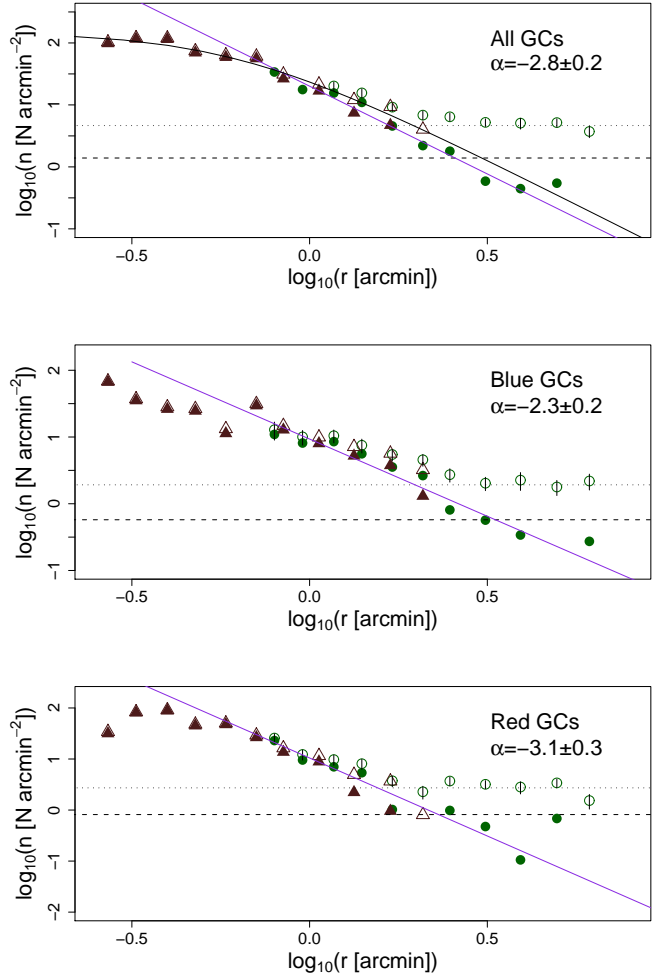 All GCs
α=−2.8±0.2
log₁₀(n [N arcmin⁻²])
2
1
0
−1
−0.5
0.0
0.5
log₁₀(r [arcmin])
Blue GCs
α=−2.3±0.2
log₁₀(n [N arcmin⁻²])
2
1
0
−1
−0.5
0.0
0.5
log₁₀(r [arcmin])
Red GCs
α=−3.1±0.3
log₁₀(n [N arcmin⁻²])
2
1
0
−1
−2
−0.5
0.0
0.5
log₁₀(r [arcmin])